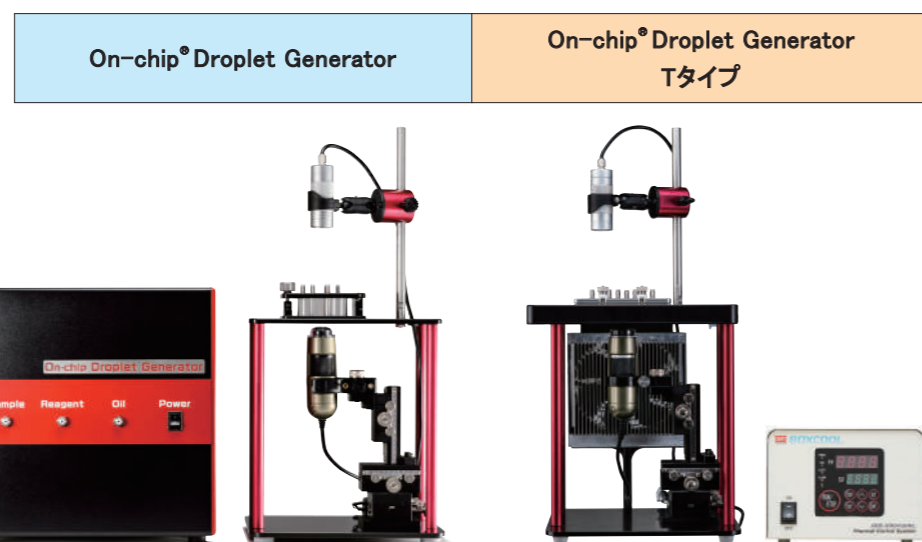 On-chip® Droplet Generator
On-chip® Droplet Generator
Tタイプ
On-chip Droplet Generator
mple Reagent Oil Power
BOXCOOL